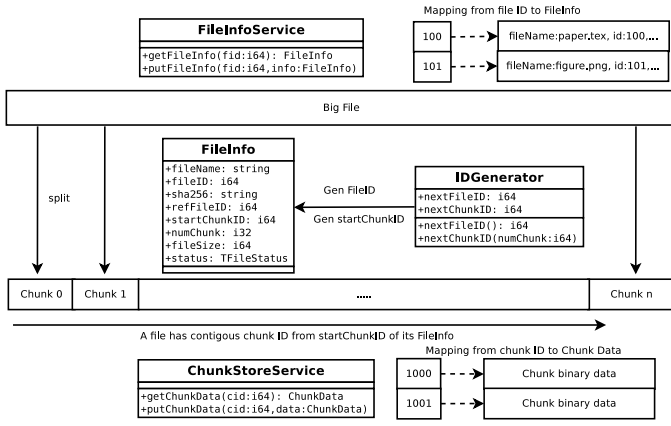 Mapping from file ID to FileInfo
FileInfoService
+getFileInfo(fid:i64): FileInfo
+putFileInfo(fid:i64,info:FileInfo)
100
fileName:paper.tex, id:100,...
101
fileName:figure.png, id:101,...
Big File
split
FileInfo
+fileName: string
+fileID: i64
+sha256: string
+refFileID: i64
+startChunkID: i64
+numChunk: i32
+fileSize: i64
+status: TFileStatus
Gen FileID
Gen startChunkID
IDGenerator
+nextFileID: i64
+nextChunkID: i64
+nextFileID(): i64
+nextChunkID(numChunk:i64)
Chunk 0
Chunk 1
.....
Chunk n
A file has contigous chunk ID from startChunkID of its FileInfo
Mapping from chunk ID to Chunk Data
ChunkStoreService
+getChunkData(cid:i64): ChunkData
+putChunkData(cid:i64,data:ChunkData)
1000
Chunk binary data
1001
Chunk binary data